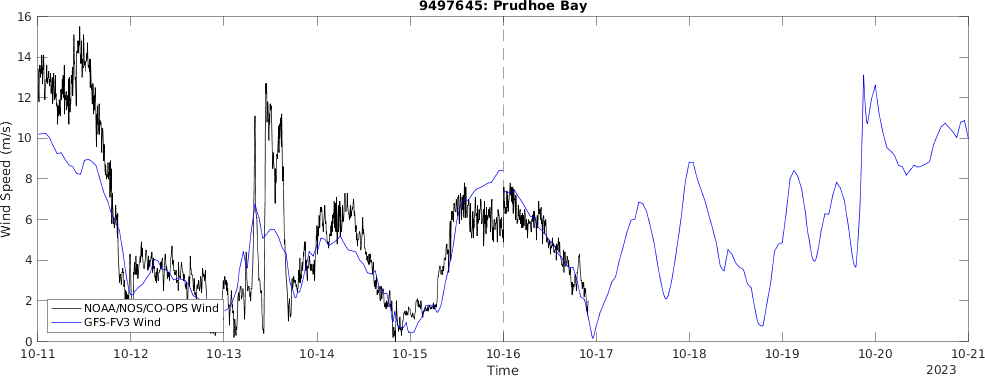 9497645: Prudhoe Bay
16
14
12
10
8
6
4
2
0
Wind Speed (m/s)
NOAA/NOS/CO-OPS Wind
GFS-FV3 Wind
10-11 10-12 10-13 10-14 10-15 10-16 10-17 10-18 10-19 10-20 10-21
Time
2023